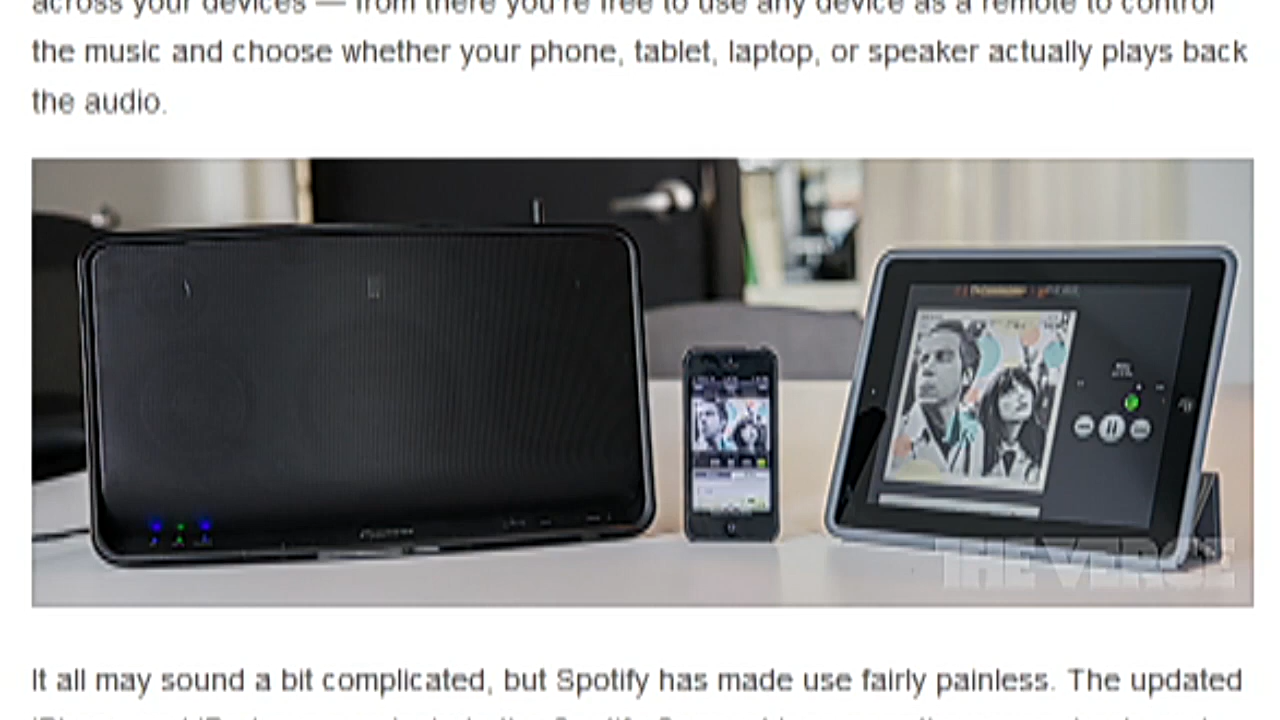 across your devices — from there you're free to use any device as a remote to control
the music and choose whether your phone, tablet, laptop, or speaker actually plays back
the audio.
THE VERGE
It all may sound a bit complicated, but Spotify has made use fairly painless. The updated